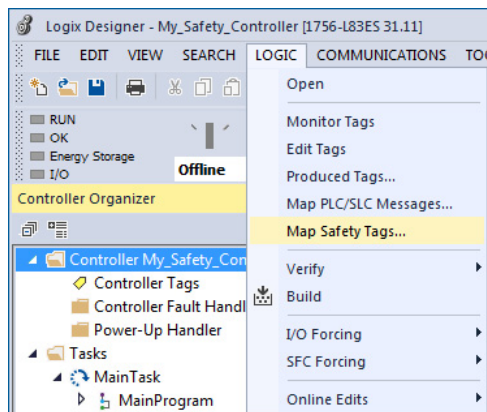 Logix Designer - My_Safety_Controller [1756-L83ES 31.11]
FILE EDIT VIEW SEARCH LOGIC COMMUNICATIONS
RUN
OK
Energy Storage
I/O
Offline
Controller Organizer
Controller My_Safety_Con
Controller Tags
Controller Fault Handl
Power-Up Handler
Tasks
MainTask
MainProgram
Open
Monitor Tags
Edit Tags
Produced Tags...
Map PLC/SLC Messages...
Map Safety Tags...
Verify
Build
I/O Forcing
SFC Forcing
Online Edits